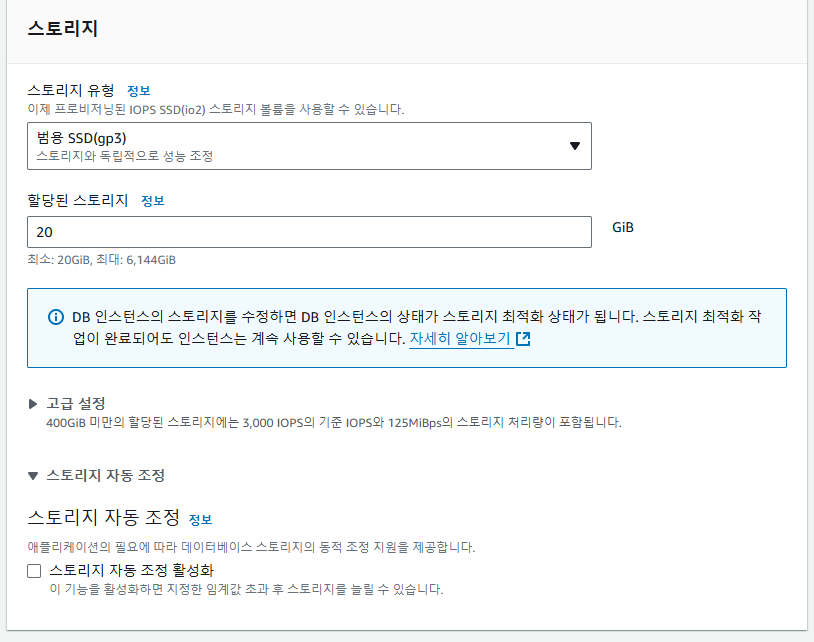 스토리지
스토리지 유형 정보
이제 프로비저닝된 IOPS SSD(io2) 스토리지 볼륨을 사용할 수 있습니다.
범용 SSD(gp3)
스토리지와 독립적으로 성능 조정
할당된 스토리지 정보
20 GiB
최소: 20GiB, 최대: 6,144GiB
DB 인스턴스의 스토리지를 수정하면 DB 인스턴스의 상태가 스토리지 최적화 상태가 됩니다. 스토리지 최적화 작
업이 완료되어도 인스턴스는 계속 사용할 수 있습니다. 자세히 알아보기
고급 설정
400GiB 미만의 할당된 스토리지에는 3,000 IOPS의 기준 IOPS와 125MiBps의 스토리지 처리량이 포함됩니다.
스토리지 자동 조정
스토리지 자동 조정 정보
애플리케이션의 필요에 따라 데이터베이스 스토리지의 동적 조정 지원을 제공합니다.
스토리지 자동 조정 활성화
이 기능을 활성화하면 지정한 임계값 초과 후 스토리지를 늘릴 수 있습니다.